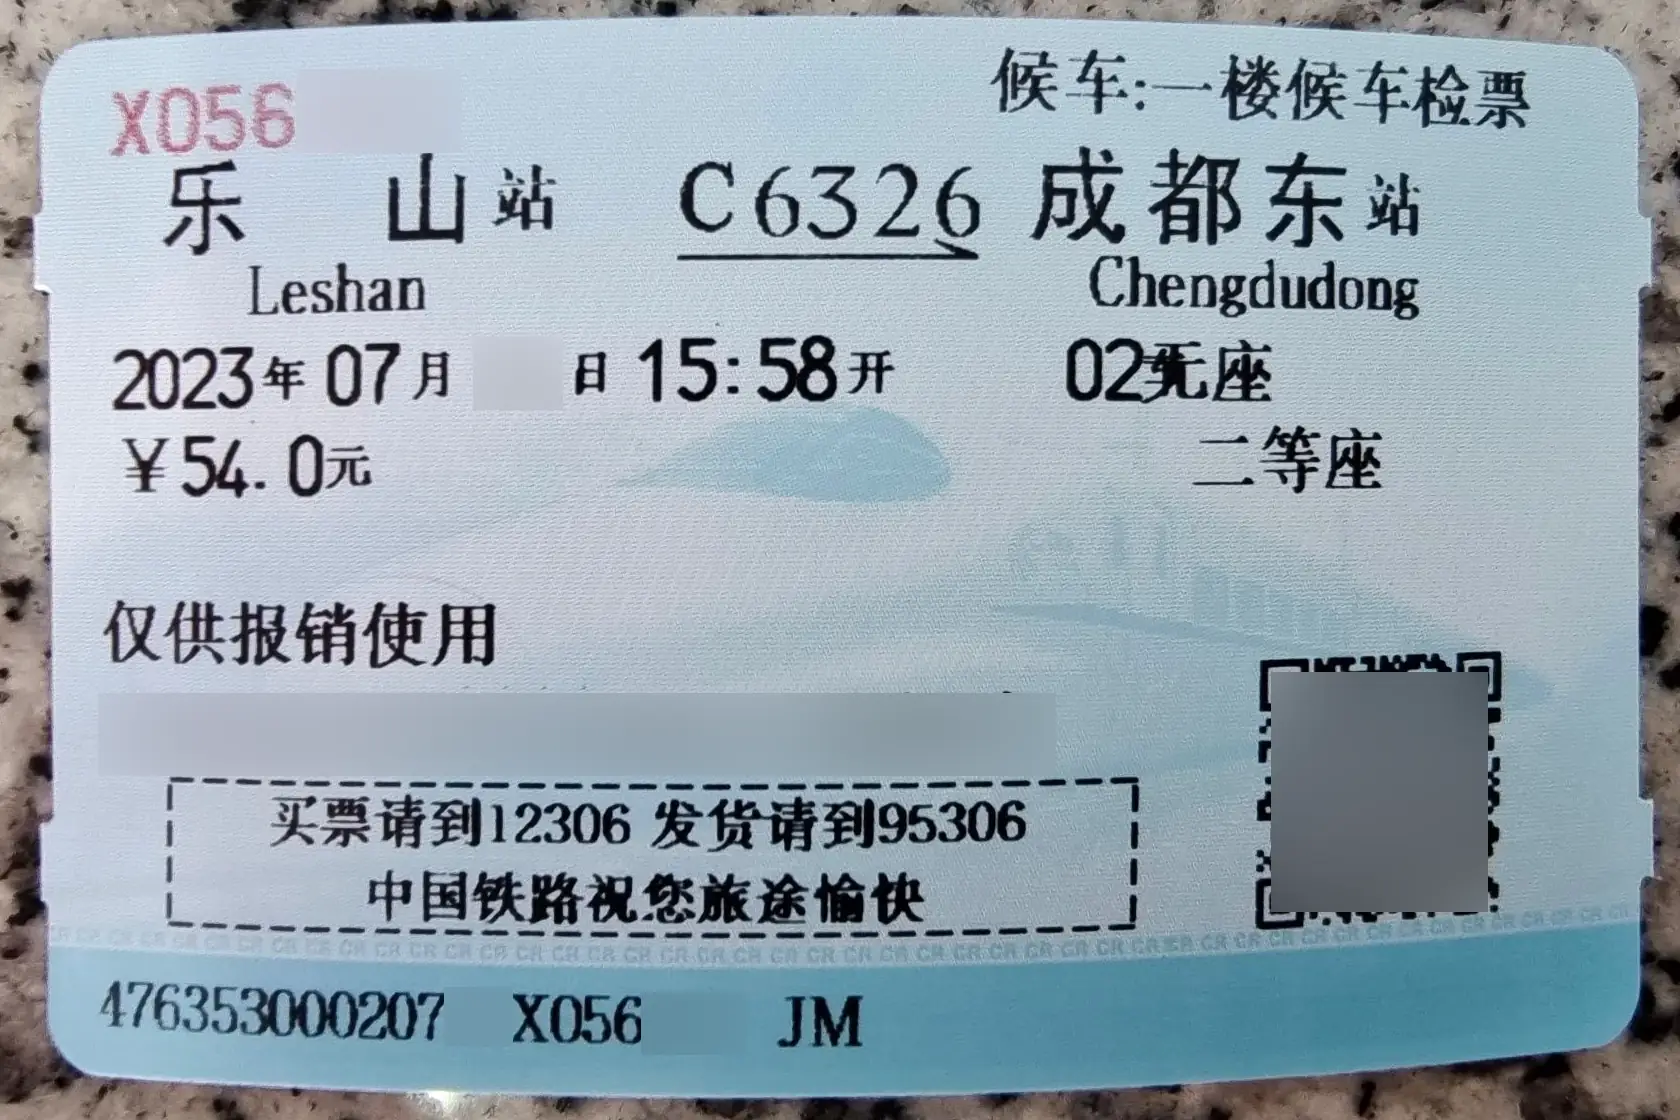 X056
候车:一楼候车检票
乐山站 C6326 成都东站
Leshan Chengdudong
2023年07月 日 15:58开 02车无座
¥54.0元 二等座
仅供报销使用
买票请到12306 发货请到95306
中国铁路祝您旅途愉快
476353000207 X056 JM